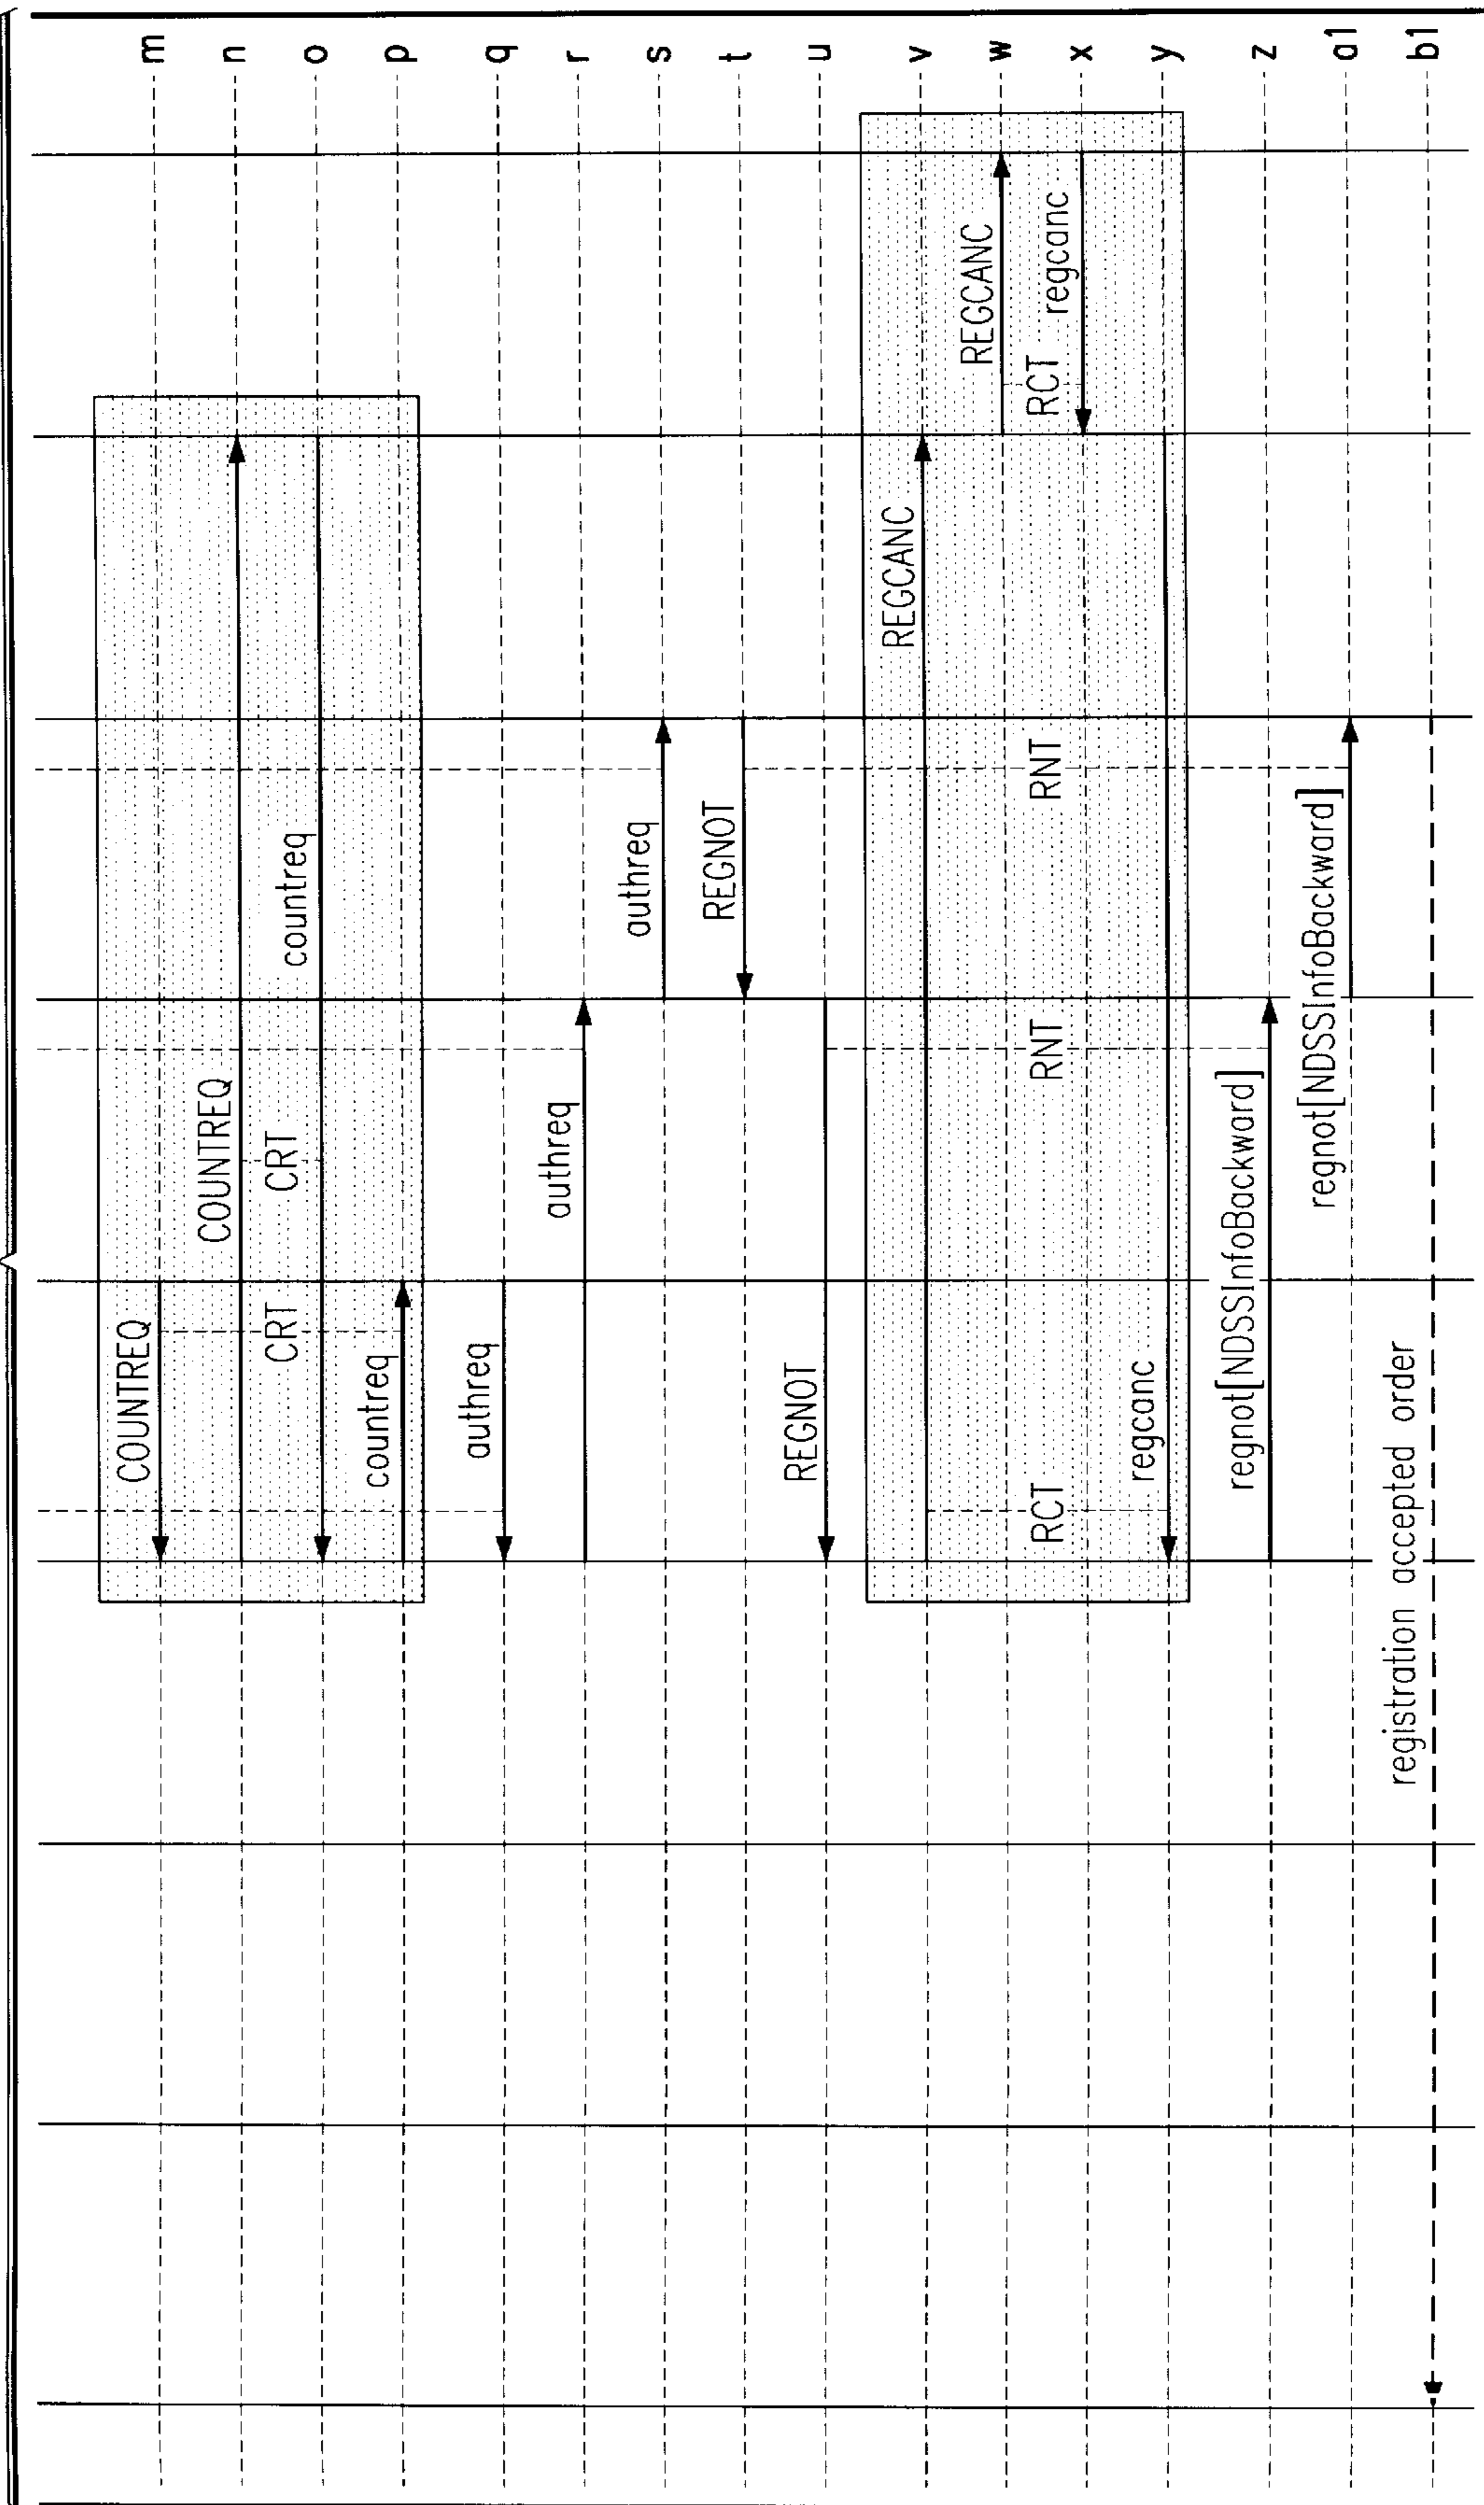 COUNTREQ
m
COUNTREQ
n
CRT
CRT
countreq
o
countreq
p
authreq
q
authreq
r
authreq
s
REGNOT
t
REGNOT
u
REGCANC
v
REGCANC
w
RCT
RNT
RNT
RCT
regcanc
x
regcanc
y
regnot[NDSSInfoBackward]
z
regnot[NDSSInfoBackward]
a1
registration accepted order
b1